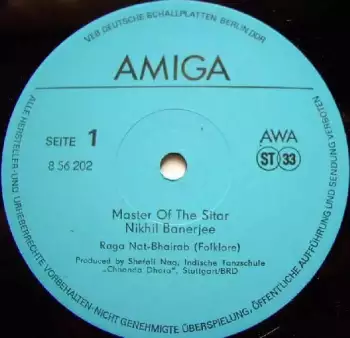 VEB DEUTSCHE SCHALLPLATTEN BERLIN DDR
AMIGA
SEITE 1
8 56 202
AWA
ST 33
Master Of The Sitar
Nikhil Banerjee
Raga Nat-Bhairab (Folklore)
Produced by Shefali Nag, Indische Tanzschule
„Chhanda Dhara“, Stuttgart/BRD
ALLE HERSTELLER- UND URHEBERRECHTE VORBEHALTEN-NICHT GENEHMIGTE ÜBERSPIELUNG, ÖFFENTLICHE AUFFÜHRUNG UND SENDUNG VERBOTEN